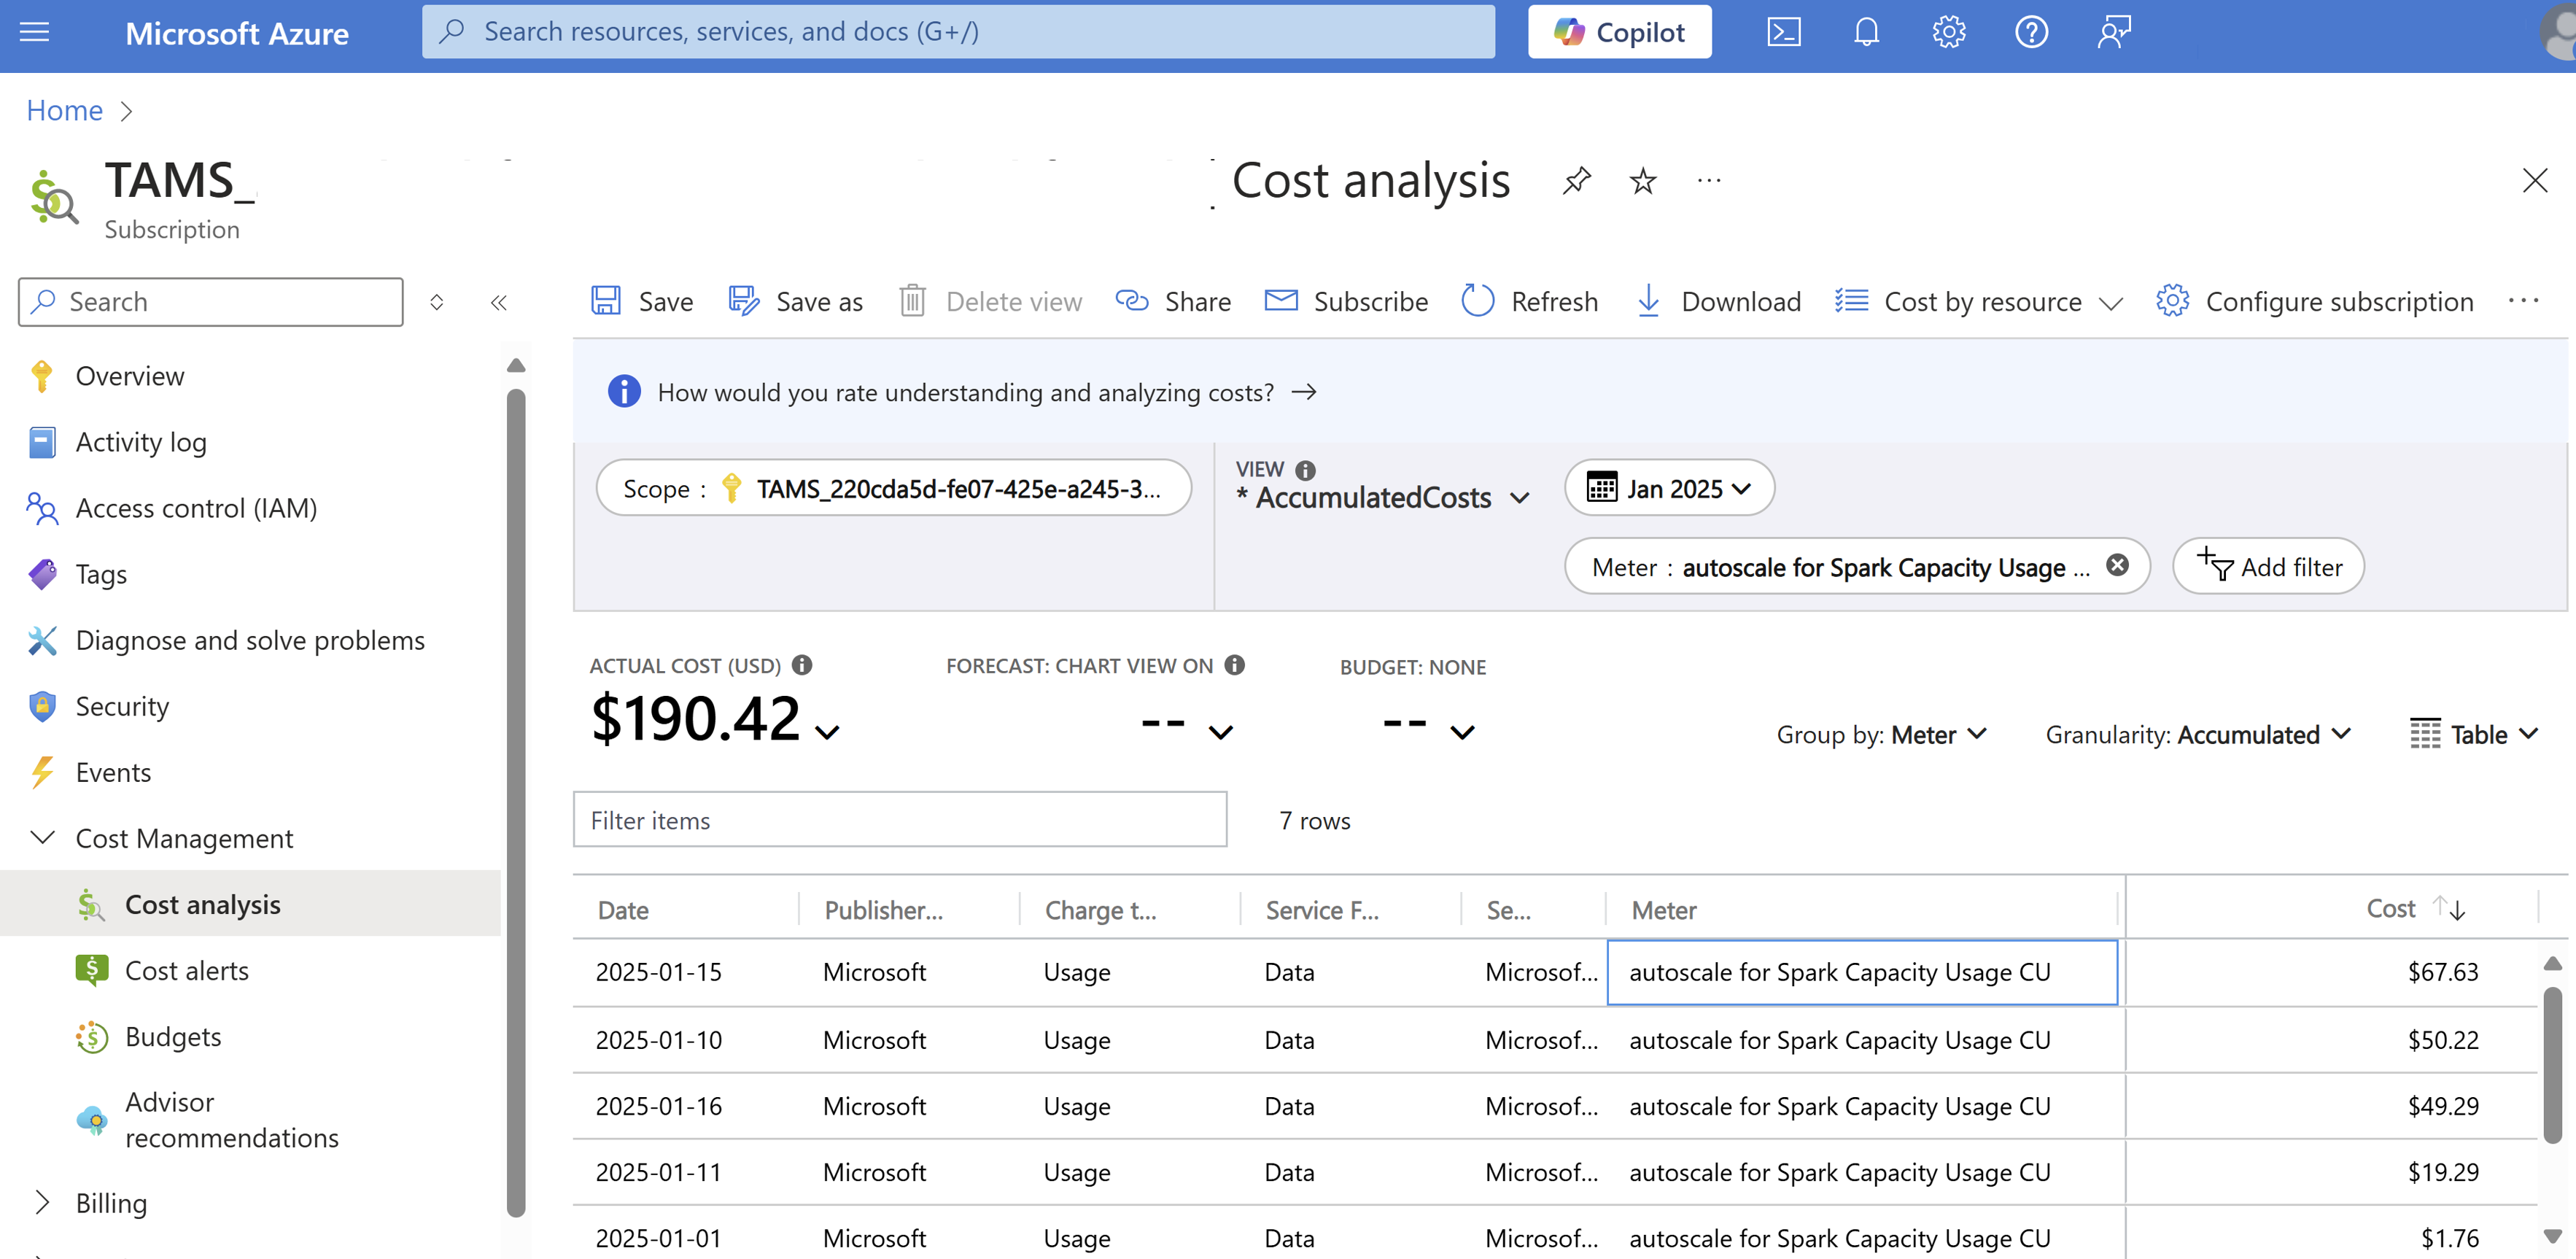 Microsoft Azure
Search resources, services, and docs (G+/)
Copilot
Home
TAMS_
Cost analysis
Subscription
Search
Save
Save as
Delete view
Share
Subscribe
Refresh
Download
Cost by resource
Configure subscription
Overview
Activity log
Access control (IAM)
Tags
Diagnose and solve problems
Security
Events
Cost Management
Cost analysis
Cost alerts
Budgets
Advisor
recommendations
Billing
How would you rate understanding and analyzing costs? →
Scope : TAMS_220cda5d-fe07-425e-a245-3...
VIEW
* AccumulatedCosts
Jan 2025
Meter : autoscale for Spark Capacity Usage ...
Add filter
ACTUAL COST (USD)
$190.42
FORECAST: CHART VIEW ON
--
BUDGET: NONE
--
Group by: Meter
Granularity: Accumulated
Table
Filter items
7 rows
Date Publisher... Charge t... Service F... Se... Meter Cost
2025-01-15 Microsoft Usage Data Microsof... autoscale for Spark Capacity Usage CU $67.63
2025-01-10 Microsoft Usage Data Microsof... autoscale for Spark Capacity Usage CU $50.22
2025-01-16 Microsoft Usage Data Microsof... autoscale for Spark Capacity Usage CU $49.29
2025-01-11 Microsoft Usage Data Microsof... autoscale for Spark Capacity Usage CU $19.29
2025-01-01 Microsoft Usage Data Microsof... autoscale for Spark Capacity Usage CU $1.76